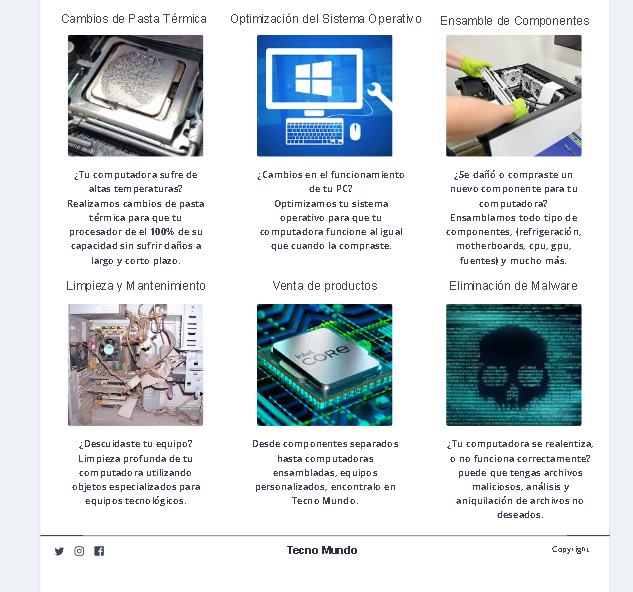 Cambios de Pasta Térmica
Optimización del Sistema Operativo
Ensamble de Componentes
¿Tu computadora sufre de
altas temperaturas?
Realizamos cambios de pasta
térmica para que tu
procesador de el 100% de su
capacidad sin sufrir daños a
largo y corto plazo.
¿Cambios en el funcionamiento
de tu PC?
Optimizamos tu sistema
operativo para que tu
computadora funcione al igual
que cuando la compraste.
¿Se dañó o compraste un
nuevo componente para tu
computadora?
Ensamblamos todo tipo de
componentes, (refrigeración,
motherboards, cpu, gpu,
fuentes) y mucho más.
Limpieza y Mantenimiento
Venta de productos
Eliminación de Malware
intel
CORE
¿Descuidaste tu equipo?
Limpieza profunda de tu
computadora utilizando
objetos especializados para
equipos tecnológicos.
Desde componentes separados
hasta computadoras
ensambladas, equipos
personalizados, encontralo en
Tecno Mundo.
¿Tu computadora se realentiza,
o no funciona correctamente?
puede que tengas archivos
maliciosos, análisis y
aniquilación de archivos no
deseados.
Tecno Mundo
Copyright